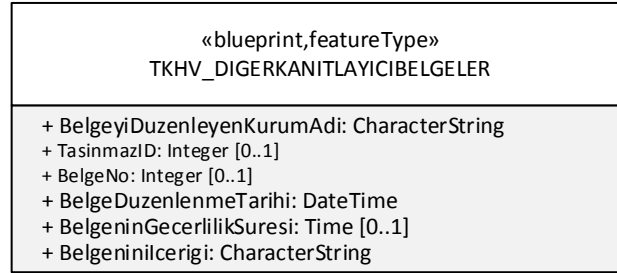 «blueprint,featureType»
TKHV_DIGERKANITLAYICIBELGELER
+ BelgeyiDuzenleyenKurumAdi: CharacterString
+ TasinmazID: Integer [0..1]
+ BelgeNo: Integer [0..1]
+ BelgeDuzenlenmeTarihi: DateTime
+ BelgeninGecerlilikSuresi: Time [0..1]
+ BelgeniniIcerigi: CharacterString